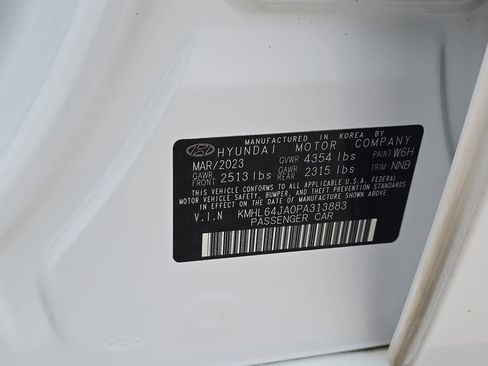 MANUFACTURED IN KOREA BY
HYUNDAI MOTOR COMPANY
MAR/2023 GVWR 4354 lbs PAINT W6H
GAWR FRONT 2513 lbs GAWR REAR 2315 lbs TRIM NNB
THIS VEHICLE CONFORMS TO ALL APPLICABLE U.S.A. FEDERAL
MOTOR VEHICLE SAFETY, BUMPER, AND THEFT PREVENTION STANDARDS
IN EFFECT ON THE DATE OF MANUFACTURE SHOWN ABOVE.
V.I.N KMHL64JA0PA313883
PASSENGER CAR